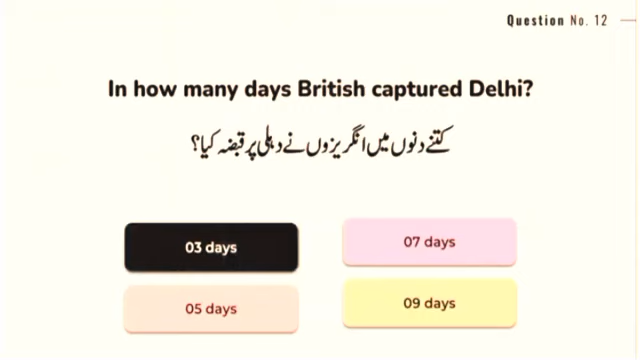 Question No. 12
In how many days British captured Delhi?
کتنے دنوں میں انگریزوں نے دہلی پر قبضہ کیا؟
03 days
07 days
05 days
09 days